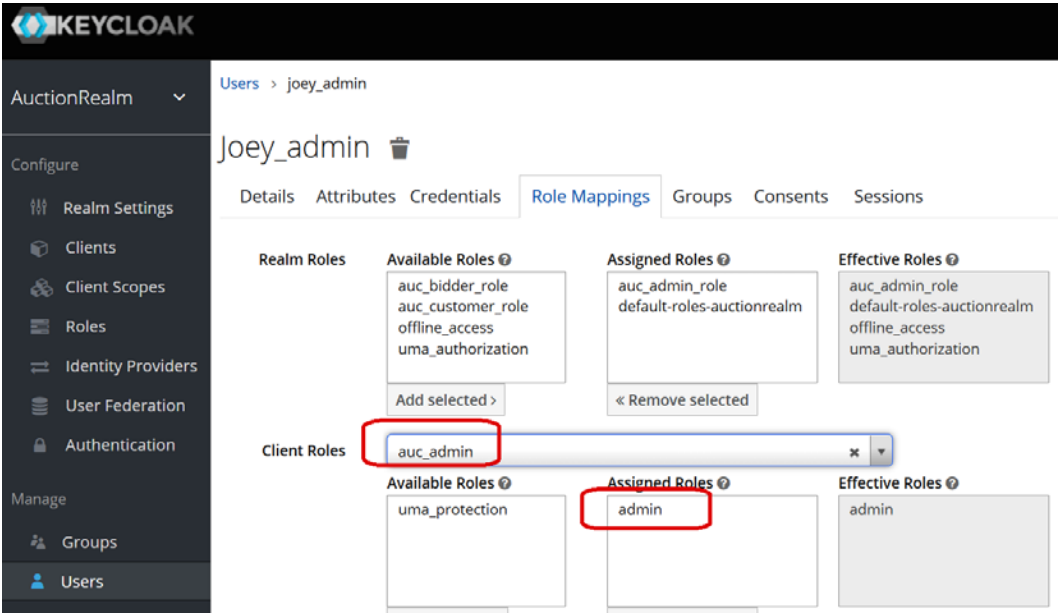 KEYCLOAK
AuctionRealm
Users > joey_admin
Joey_admin
Details Attributes Credentials Role Mappings Groups Consents Sessions
Configure
Realm Settings
Clients
Client Scopes
Roles
Identity Providers
User Federation
Authentication
Manage
Groups
Users
Realm Roles
Available Roles
auc_bidder_role
auc_customer_role
offline_access
uma_authorization
Add selected >
Assigned Roles
auc_admin_role
default-roles-auctionrealm
« Remove selected
Effective Roles
auc_admin_role
default-roles-auctionrealm
offline_access
uma_authorization
Client Roles
auc_admin
Available Roles
uma_protection
Assigned Roles
admin
Effective Roles
admin